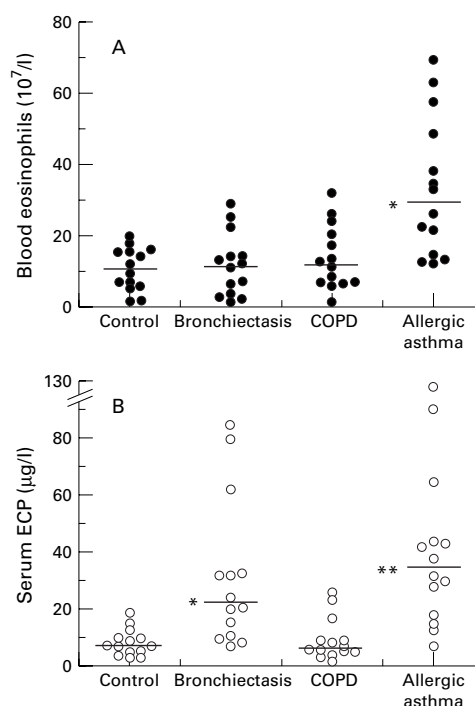 A
Blood eosinophils (10⁷/l)
80
60
40
20
0
*
Control Bronchiectasis COPD Allergic
asthma
B
Serum ECP (µg/l)
130
80
60
40
20
0
*
**
Control Bronchiectasis COPD Allergic
asthma